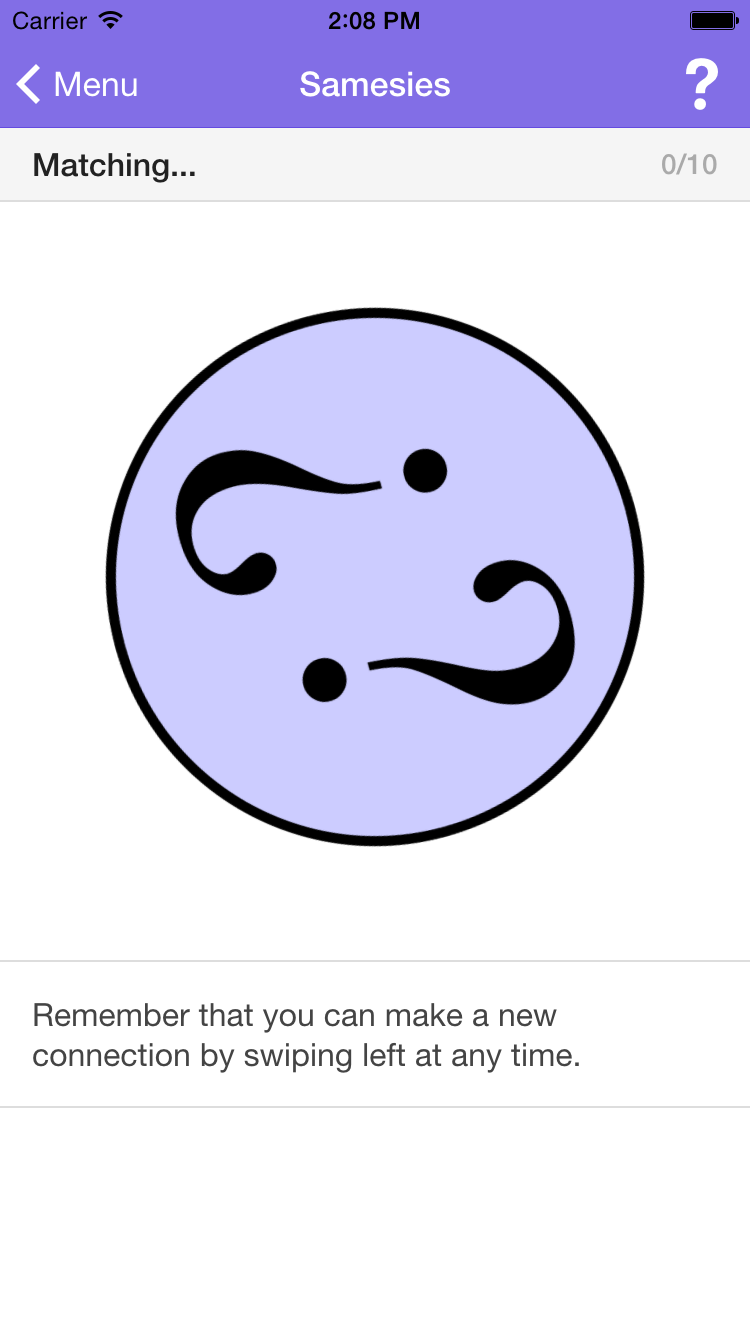 Carrier 2:08 PM
Menu Samesies ?
Matching... 0/10
? ?
Remember that you can make a new
connection by swiping left at any time.